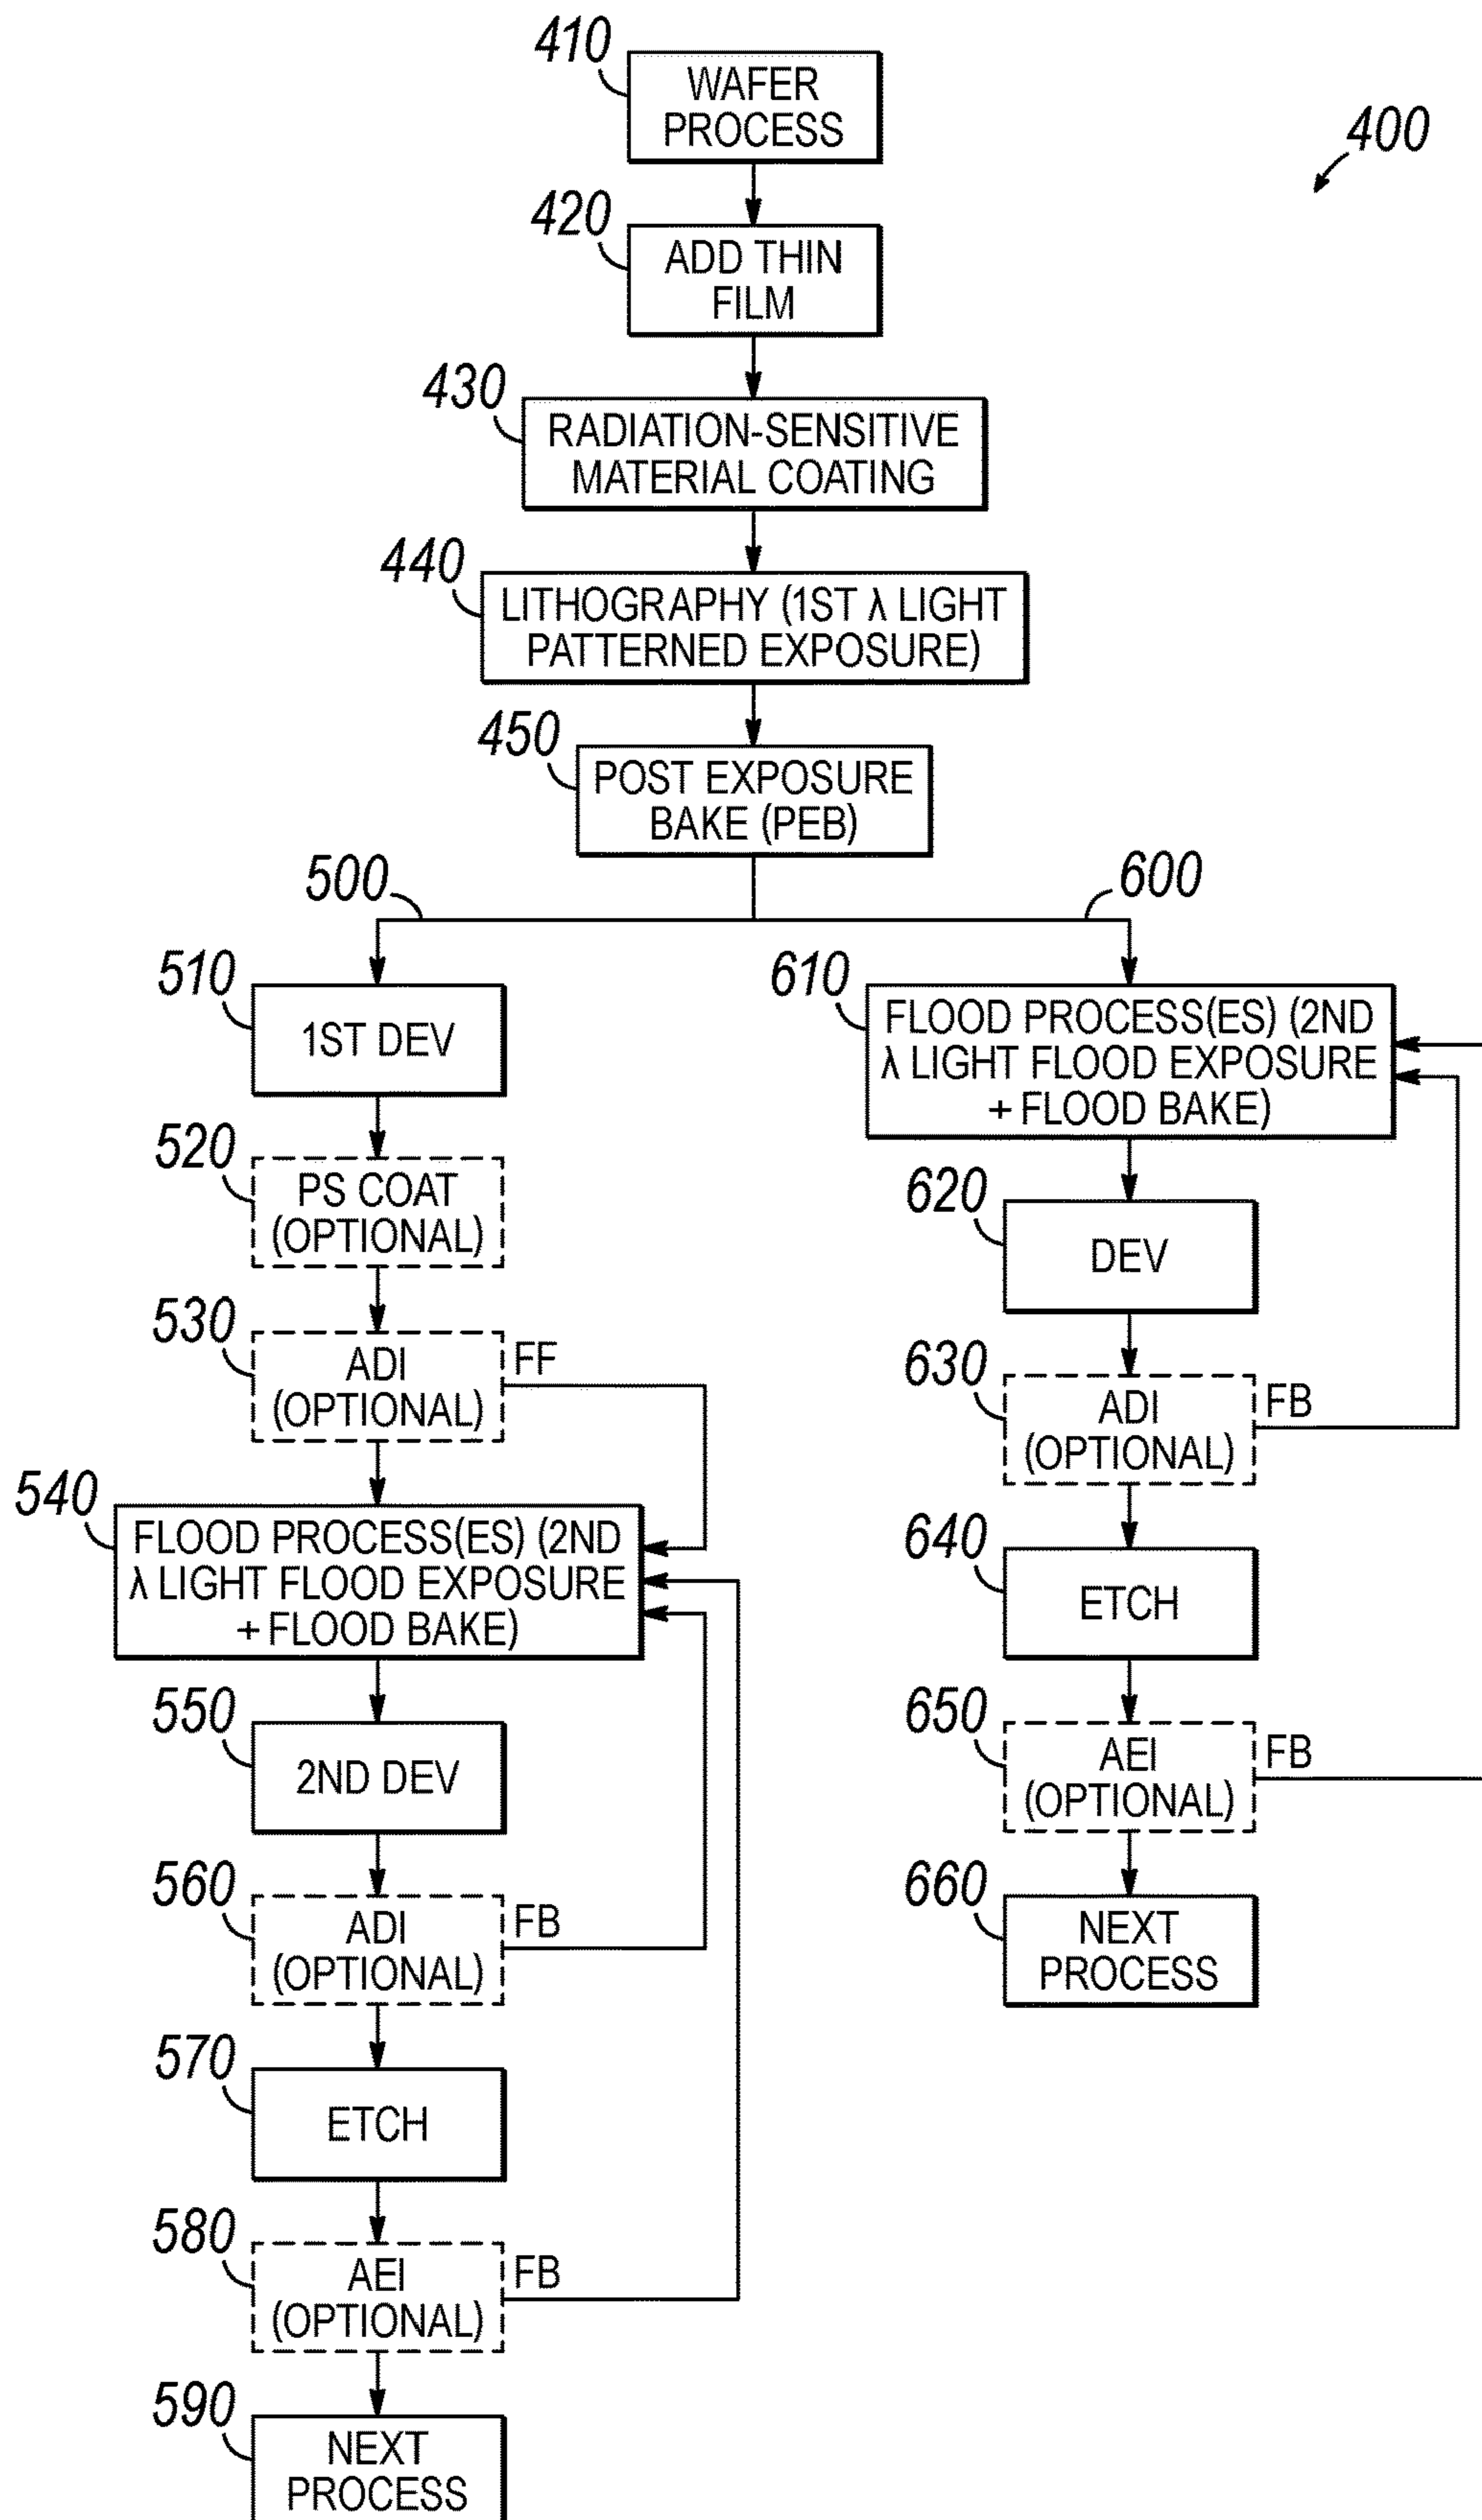 410
WAFER
PROCESS
400
420
ADD THIN
FILM
430
RADIATION-SENSITIVE
MATERIAL COATING
440
LITHOGRAPHY (1ST λ LIGHT
PATTERNED EXPOSURE)
450
POST EXPOSURE
BAKE (PEB)
500
600
510
1ST DEV
520
PS COAT
(OPTIONAL)
530
ADI
(OPTIONAL)
FF
540
FLOOD PROCESS(ES) (2ND
λ LIGHT FLOOD EXPOSURE
+ FLOOD BAKE)
550
2ND DEV
560
ADI
(OPTIONAL)
FB
570
ETCH
580
AEI
(OPTIONAL)
FB
590
NEXT
PROCESS
610
FLOOD PROCESS(ES) (2ND
λ LIGHT FLOOD EXPOSURE
+ FLOOD BAKE)
620
DEV
630
ADI
(OPTIONAL)
FB
640
ETCH
650
AEI
(OPTIONAL)
FB
660
NEXT
PROCESS